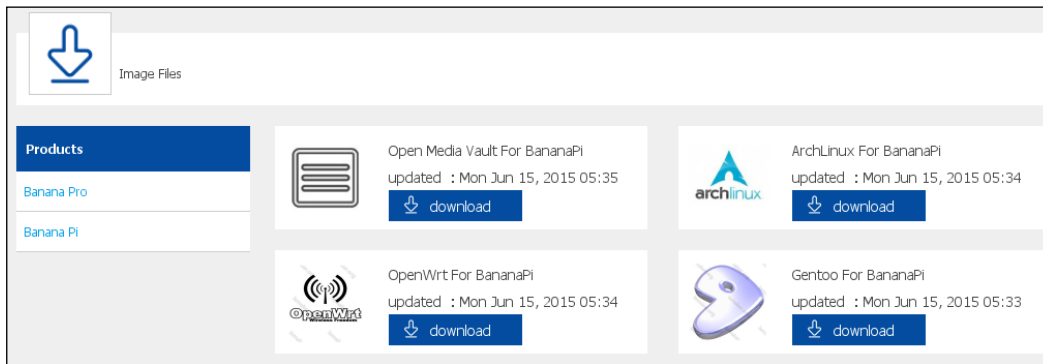 Image Files
Products
Banana Pro
Banana Pi
Open Media Vault For BananaPi
updated : Mon Jun 15, 2015 05:35
download
archlinux
ArchLinux For BananaPi
updated : Mon Jun 15, 2015 05:34
download
OpenWrt
Wireless Freedom
OpenWrt For BananaPi
updated : Mon Jun 15, 2015 05:34
download
Gentoo For BananaPi
updated : Mon Jun 15, 2015 05:33
download